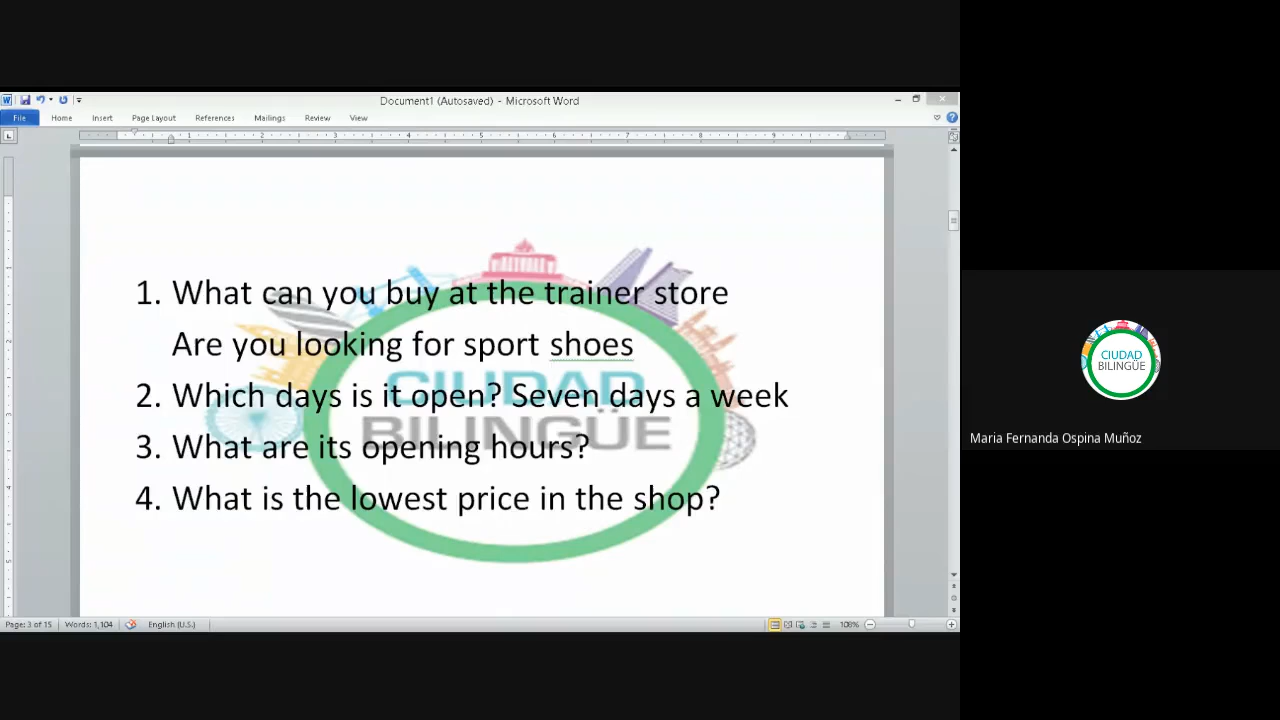 Document1 (Autosaved) - Microsoft Word
File Home Insert Page Layout References Mailings Review View
1. What can you buy at the trainer store
Are you looking for sport shoes
2. Which days is it open? Seven days a week
3. What are its opening hours?
4. What is the lowest price in the shop?
CIUDAD
BILINGÜE
Page: 3 of 15 Words: 1,104 English (U.S.) 108%
CIUDAD
BILINGÜE
Maria Fernanda Ospina Muñoz